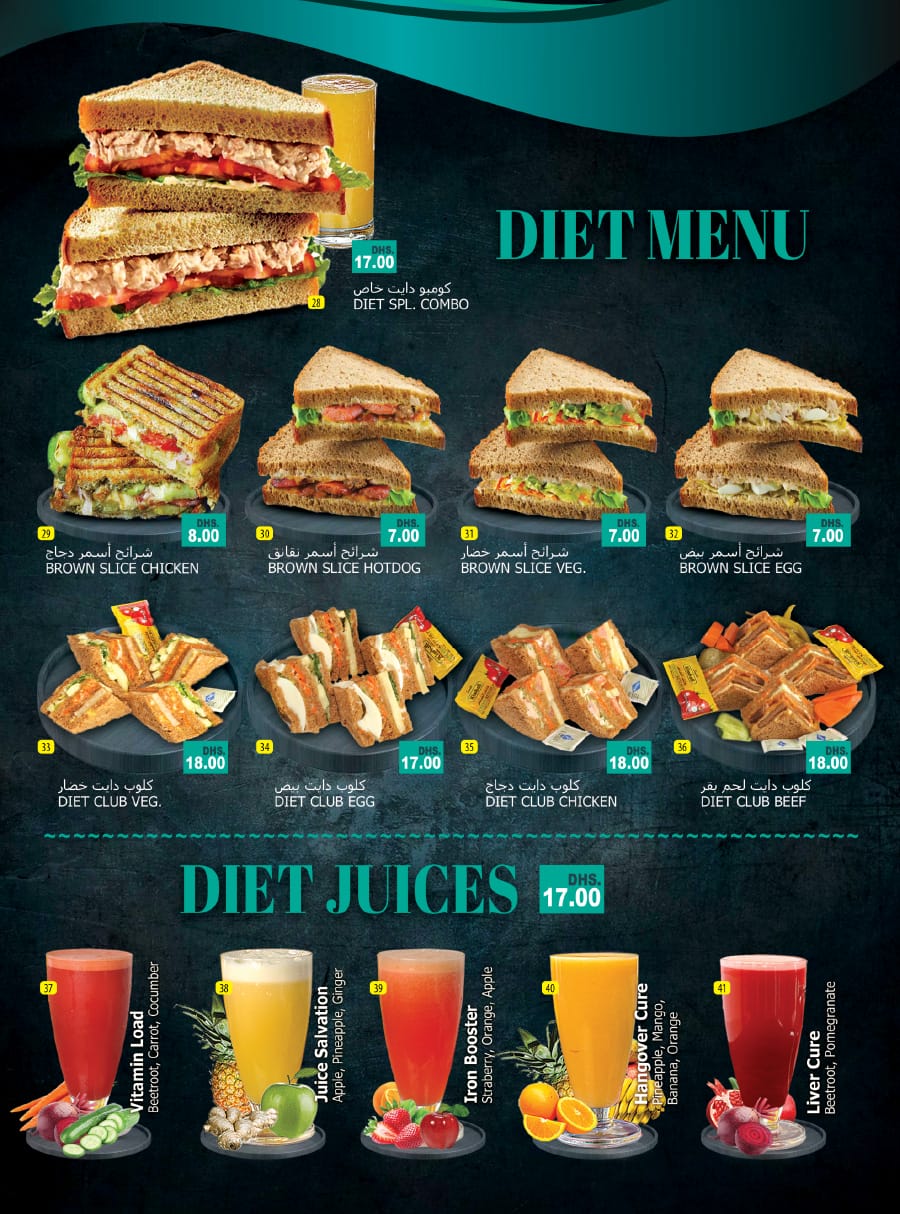 DIET MENU
DHS.
17.00
28
كومبو دايت خاص
DIET SPL. COMBO
29
DHS.
8.00
شرائح أسمر دجاج
BROWN SLICE CHICKEN
30
DHS.
7.00
شرائح أسمر نقانق
BROWN SLICE HOTDOG
31
DHS.
7.00
شرائح أسمر خضار
BROWN SLICE VEG.
32
DHS.
7.00
شرائح أسمر بيض
BROWN SLICE EGG
33
DHS.
18.00
كلوب دايت خضار
DIET CLUB VEG.
34
DHS.
17.00
كلوب دايت بيض
DIET CLUB EGG
35
DHS.
18.00
كلوب دايت دجاج
DIET CLUB CHICKEN
36
DHS.
18.00
كلوب دايت لحم بقر
DIET CLUB BEEF
DIET JUICES
DHS.
17.00
37
Vitamin Load
Beetroot, Carrot, Cocumber
38
Juice Salvation
Apple, Pineapple, Ginger
39
Iron Booster
Straberry, Orange, Apple
40
Hangover Cure
Pineapple, Mango,
Banana, Orange
41
Liver Cure
Beetroot, Pomegranate